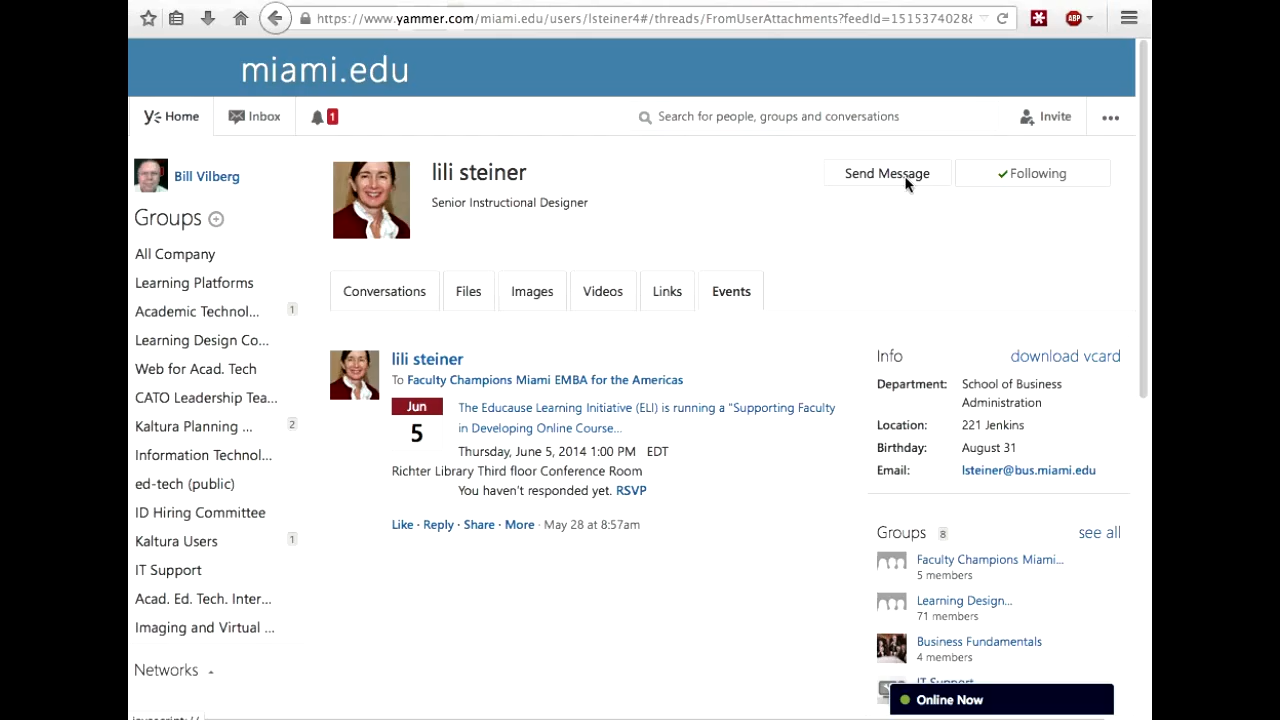 https://www.yammer.com/miami.edu/users/lsteiner4#/threads/FromUserAttachments?feedId=1515374028&
ABP
miami.edu
Home
Inbox
1
Search for people, groups and conversations
Invite
Bill Vilberg
Groups
All Company
Learning Platforms
Academic Technol... 1
Learning Design Co...
Web for Acad. Tech
CATO Leadership Tea...
Kaltura Planning ... 2
Information Technol...
ed-tech (public)
ID Hiring Committee
Kaltura Users 1
IT Support
Acad. Ed. Tech. Inter...
Imaging and Virtual ...
Networks
lili steiner
Senior Instructional Designer
Send Message
Following
Conversations
Files
Images
Videos
Links
Events
lili steiner
To Faculty Champions Miami EMBA for the Americas
Jun
5
The Educause Learning Initiative (ELI) is running a "Supporting Faculty
in Developing Online Course...
Thursday, June 5, 2014 1:00 PM EDT
Richter Library Third floor Conference Room
You haven't responded yet. RSVP
Like · Reply · Share · More · May 28 at 8:57am
Info
download vcard
Department: School of Business
Administration
Location: 221 Jenkins
Birthday: August 31
Email: lsteiner@bus.miami.edu
Groups 8
see all
Faculty Champions Miami...
5 members
Learning Design...
71 members
Business Fundamentals
4 members
IT Support
Online Now